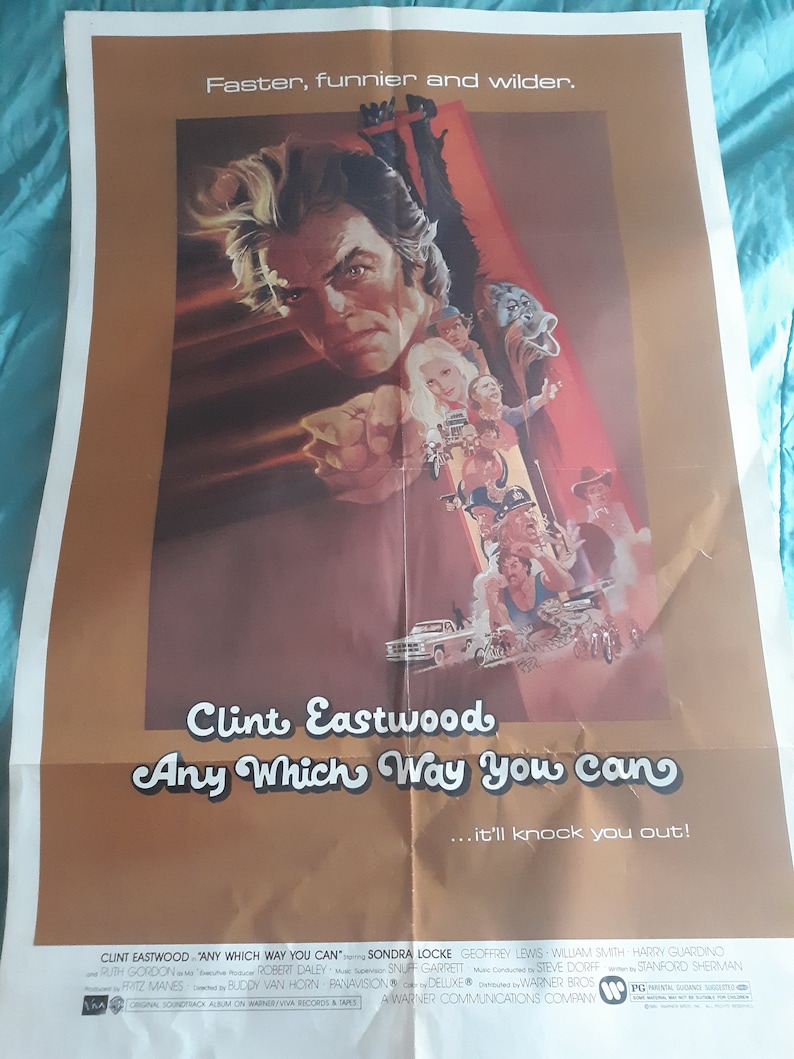 Faster, funnier and wilder.
Clint Eastwood
Any Which Way You Can
...it'll knock you out!
CLINT EASTWOOD in "ANY WHICH WAY YOU CAN" Starring SONDRA LOCKE GEOFFREY LEWIS · WILLIAM SMITH · HARRY GUARDINO
and RUTH GORDON as Ma Executive Producer ROBERT DALEY · Music Supervision SNUFF GARRETT · Music Conducted by STEVE DORFF · Written by STANFORD SHERMAN
Produced by FRITZ MANES · Directed by BUDDY VAN HORN · PANAVISION® Color by DELUXE® Distributed by WARNER BROS
VIVA ORIGINAL SOUNDTRACK ALBUM ON WARNER/VIVA RECORDS & TAPES. A WARNER COMMUNICATIONS COMPANY
PG PARENTAL GUIDANCE SUGGESTED
SOME MATERIAL MAY NOT BE SUITABLE FOR CHILDREN